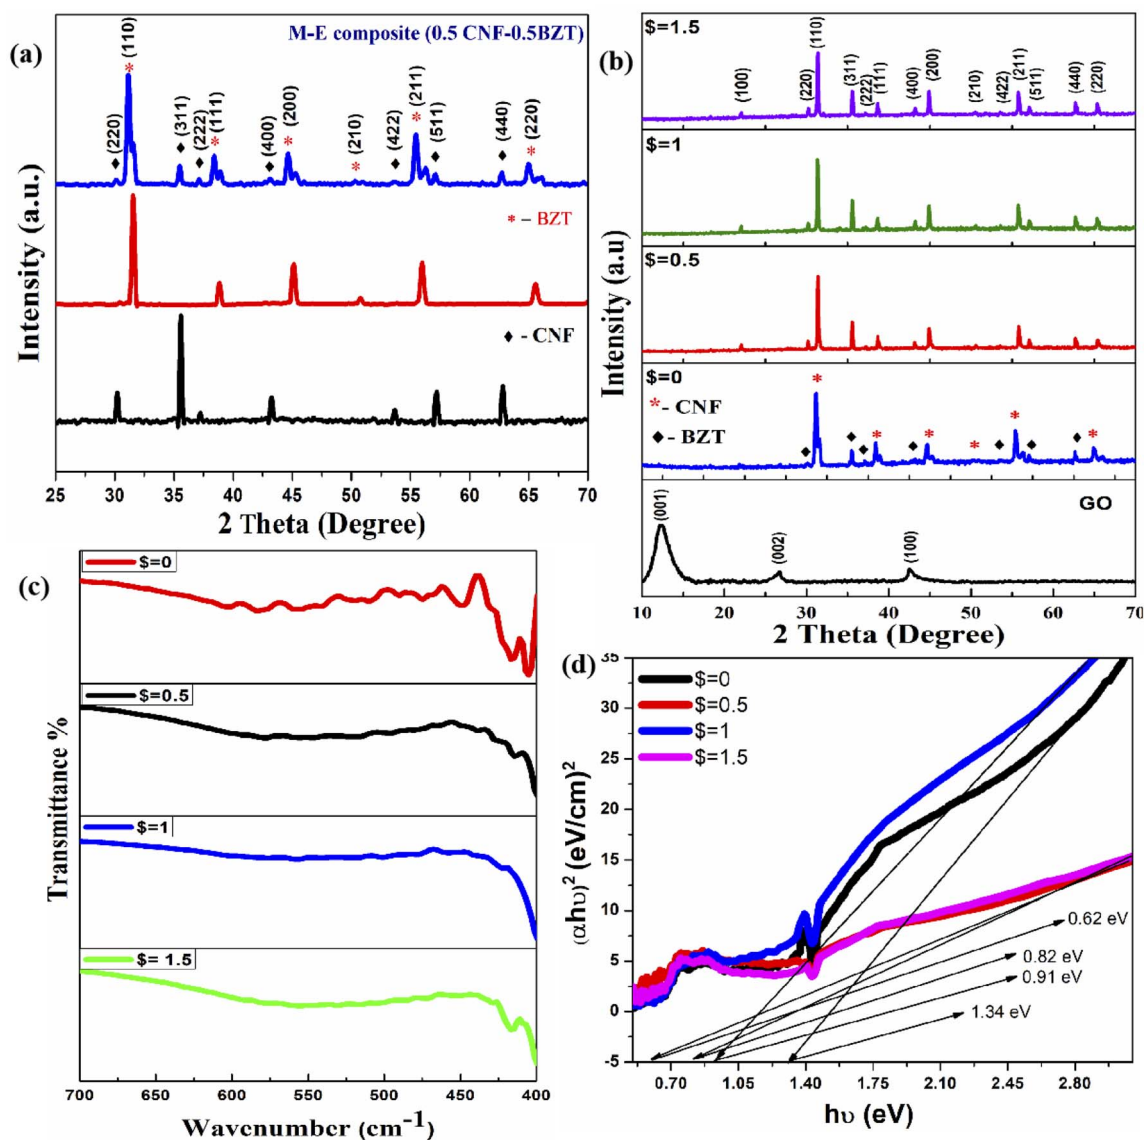 (a)
M-E composite (0.5 CNF-0.5BZT)
(220)
(110)
(311)
(222)
(111)
(400)
(200)
(210)
(422)
(211)
(511)
(440)
(220)
* – BZT
◆ - CNF
Intensity (a.u.)
25 30 35 40 45 50 55 60 65 70
2 Theta (Degree)
(b)
$=1.5
(100)
(220)
(110)
(311)
(222)
(111)
(400)
(200)
(210)
(422)
(211)
(511)
(440)
(220)
$=1
$=0.5
$=0
*- CNF
◆ - BZT
GO
(001)
(002)
(100)
Intensity (a.u)
10 20 30 40 50 60 70
2 Theta (Degree)
(c)
$=0
$=0.5
$=1
$= 1.5
Transmittance %
700 650 600 550 500 450 400
Wavenumber (cm-1)
(d)
$=0
$=0.5
$=1
$=1.5
35
30
25
20
15
10
5
0
-5
(αhυ)2 (eV/cm)2
0.62 eV
0.82 eV
0.91 eV
1.34 eV
0.70 1.05 1.40 1.75 2.10 2.45 2.80
hυ (eV)